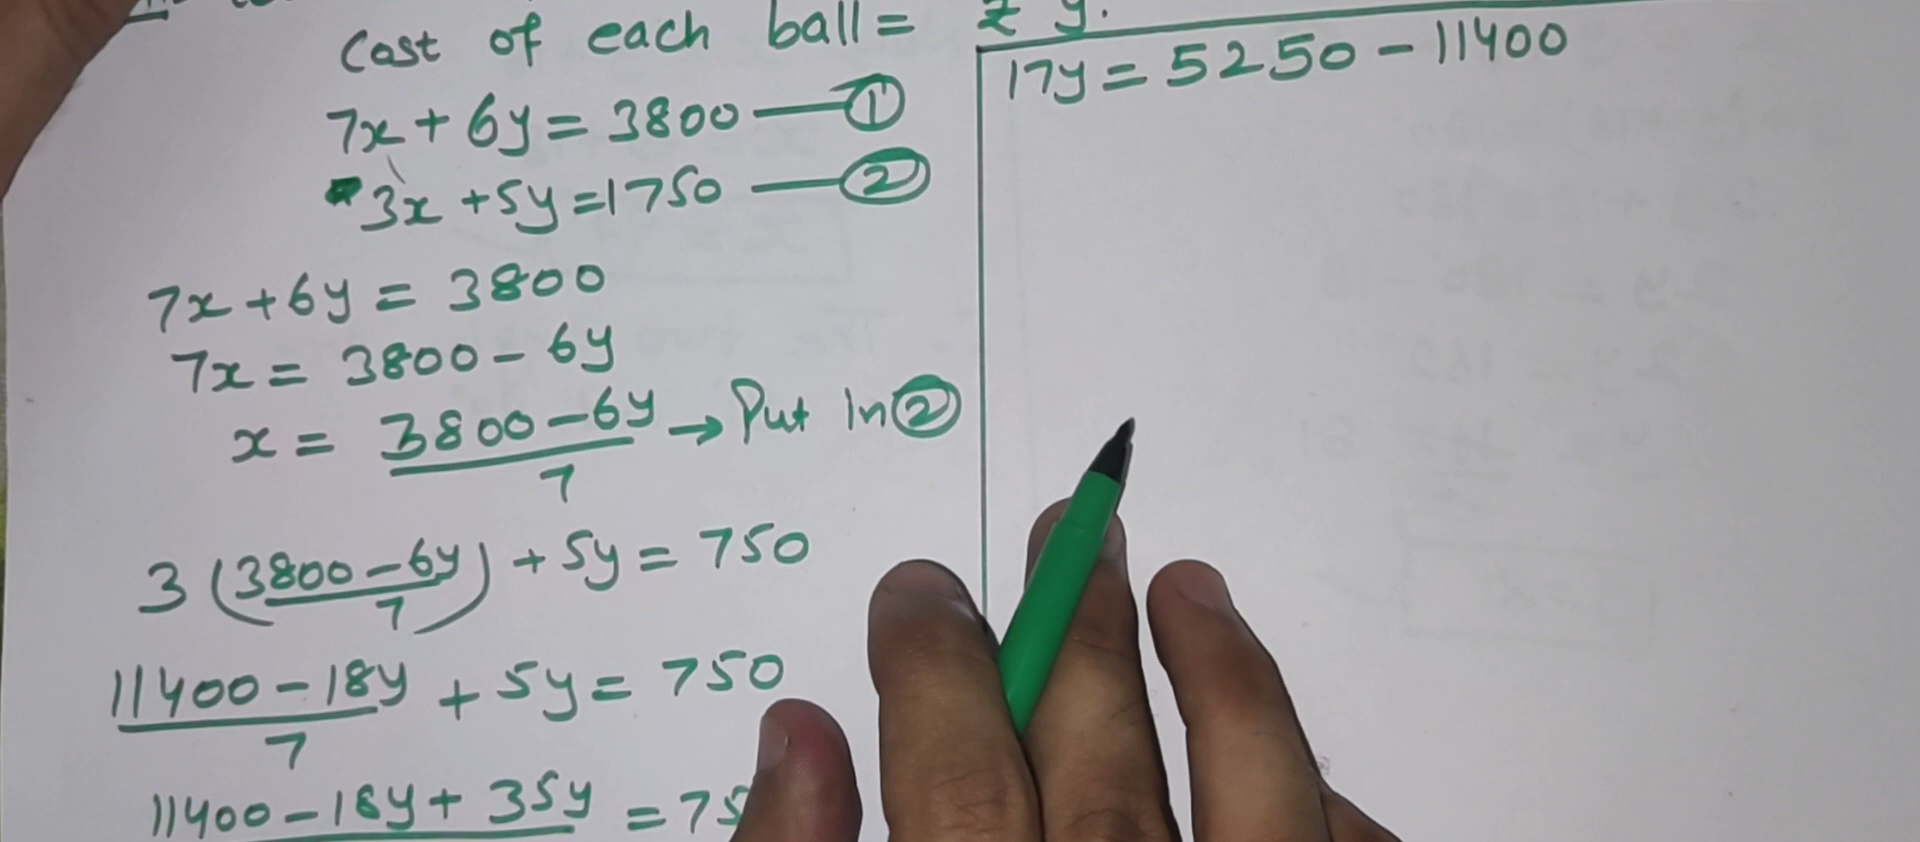 Cost of each ball = ₹ y.
7x + 6y = 3800 — ①
3x + 5y = 1750 — ②
7x + 6y = 3800
7x = 3800 - 6y
x = 3800 - 6y / 7 → Put in ②
3 (3800 - 6y / 7) + 5y = 750
11400 - 18y / 7 + 5y = 750
11400 - 18y + 35y = 75
17y = 5250 - 11400